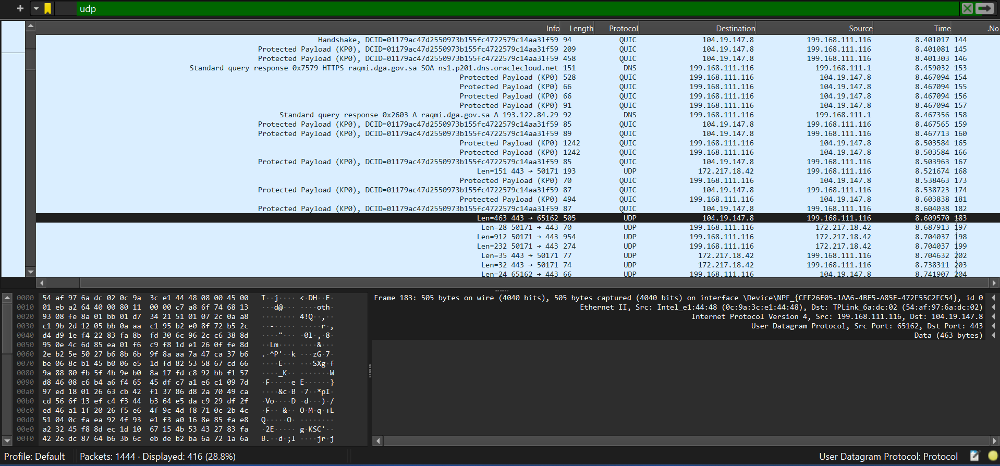 udp
Info Length Protocol Destination Source Time .No
Handshake, DCID=01179ac47d2550973b155fc4722579c14aa31f59 94 QUIC 104.19.147.8 199.168.111.116 8.401017 144
Protected Payload (KP0), DCID=01179ac47d2550973b155fc4722579c14aa31f59 209 QUIC 104.19.147.8 199.168.111.116 8.401081 145
Protected Payload (KP0), DCID=01179ac47d2550973b155fc4722579c14aa31f59 458 QUIC 104.19.147.8 199.168.111.116 8.401303 146
Standard query response 0x7579 HTTPS raqmi.dga.gov.sa SOA ns1.p201.dns.oraclecloud.net 151 DNS 199.168.111.116 199.168.111.1 8.459032 153
Protected Payload (KP0) 528 QUIC 199.168.111.116 104.19.147.8 8.467094 154
Protected Payload (KP0) 66 QUIC 199.168.111.116 104.19.147.8 8.467094 155
Protected Payload (KP0) 66 QUIC 199.168.111.116 104.19.147.8 8.467094 156
Protected Payload (KP0) 91 QUIC 199.168.111.116 104.19.147.8 8.467094 157
Standard query response 0x2603 A raqmi.dga.gov.sa A 193.122.84.29 92 DNS 199.168.111.116 199.168.111.1 8.467356 158
Protected Payload (KP0), DCID=01179ac47d2550973b155fc4722579c14aa31f59 85 QUIC 104.19.147.8 199.168.111.116 8.467565 159
Protected Payload (KP0), DCID=01179ac47d2550973b155fc4722579c14aa31f59 89 QUIC 104.19.147.8 199.168.111.116 8.467713 160
Protected Payload (KP0) 1242 QUIC 199.168.111.116 104.19.147.8 8.503584 165
Protected Payload (KP0) 1242 QUIC 199.168.111.116 104.19.147.8 8.503584 166
Protected Payload (KP0), DCID=01179ac47d2550973b155fc4722579c14aa31f59 85 QUIC 104.19.147.8 199.168.111.116 8.503963 167
Len=151 443 → 50171 193 UDP 172.217.18.42 199.168.111.116 8.521674 168
Protected Payload (KP0) 70 QUIC 199.168.111.116 104.19.147.8 8.538463 173
Protected Payload (KP0), DCID=01179ac47d2550973b155fc4722579c14aa31f59 87 QUIC 104.19.147.8 199.168.111.116 8.538723 174
Protected Payload (KP0) 494 QUIC 199.168.111.116 104.19.147.8 8.603838 181
Protected Payload (KP0), DCID=01179ac47d2550973b155fc4722579c14aa31f59 87 QUIC 104.19.147.8 199.168.111.116 8.604038 182
Len=463 443 → 65162 505 UDP 104.19.147.8 199.168.111.116 8.609570 183
Len=28 50171 → 443 70 UDP 199.168.111.116 172.217.18.42 8.687913 197
Len=912 50171 → 443 954 UDP 199.168.111.116 172.217.18.42 8.704037 198
Len=232 50171 → 443 274 UDP 199.168.111.116 172.217.18.42 8.704037 199
Len=35 443 → 50171 77 UDP 172.217.18.42 199.168.111.116 8.704632 202
Len=32 443 → 50171 74 UDP 172.217.18.42 199.168.111.116 8.738311 203
Len=24 65162 → 443 66 UDP 199.168.111.116 104.19.147.8 8.741907 204
0000 54 af 97 6a dc 02 0c 9a 3c e1 44 48 08 00 45 00 T··j···· <·DH··E·
0010 01 eb a2 64 40 00 80 11 00 00 c7 a8 6f 74 68 13 ···d@··· ····oth·
0020 93 08 fe 8a 01 bb 01 d7 34 21 51 01 07 2c 0a a8 ········ 4!Q··,··
0030 c1 9b 2d 12 05 bb 0a aa c1 95 b2 e0 8f 72 b5 2c ··-····· ·····r·,
0040 d4 d9 1e f4 22 83 fa 8b fd 30 6c 96 2c c6 38 8d ····"··· ·0l·,·8·
0050 95 0e 4c 6d 85 ea 01 f6 c9 f8 1d e1 26 0f fe 8d ··Lm···· ····&···
0060 2e b2 5e 50 27 b6 8b 6b 9f 8a aa 7a 47 ca 37 b6 .·^P'··k ···zG·7·
0070 be 06 8c b1 45 b0 06 e5 1d fd 82 53 58 67 cd 66 ····E··· ···SXg·f
0080 9a 88 80 fb 5f 4b 9e b0 8a 17 fd c8 92 bb f1 57 ····_K·· ·······W
0090 d8 46 08 c6 b4 a6 f4 65 45 df c7 a1 e6 c1 09 7d ·F·····e E······}
00a0 97 ed 18 01 26 63 cb 42 f1 37 86 d8 2a 70 49 ca ····&c·B ·7··*pI·
00b0 cd 56 6f 13 ef c4 f3 44 b3 64 e5 da c9 29 df 2f ·Vo····D ·d···)·/
00c0 ed 46 a1 1f 20 26 f5 e6 4f 9c 4d f8 71 0c 2b 4c ·F·· &·· O·M·q·+L
00d0 51 04 0c fa ea 92 4f 93 e1 f3 a0 16 8e 85 fa e8 Q·····O· ········
00e0 a2 32 45 f8 8d ec 1d 10 67 15 4b 53 43 27 83 fa ·2E····· g·KSC'··
00f0 42 2e dc 87 64 b6 3b 6c eb de b2 ba 6a 72 1a 6a B.··d·;l ····jr·j
Frame 183: 505 bytes on wire (4040 bits), 505 bytes captured (4040 bits) on interface \Device\NPF_{CFF26E05-1AA6-4BE5-A85E-472F55C2FC54}, id 0
Ethernet II, Src: Intel_e1:44:48 (0c:9a:3c:e1:44:48), Dst: TPLink_6a:dc:02 (54:af:97:6a:dc:02)
Internet Protocol Version 4, Src: 199.168.111.116, Dst: 104.19.147.8
User Datagram Protocol, Src Port: 65162, Dst Port: 443
Data (463 bytes)
Profile: Default Packets: 1444 · Displayed: 416 (28.8%) User Datagram Protocol: Protocol